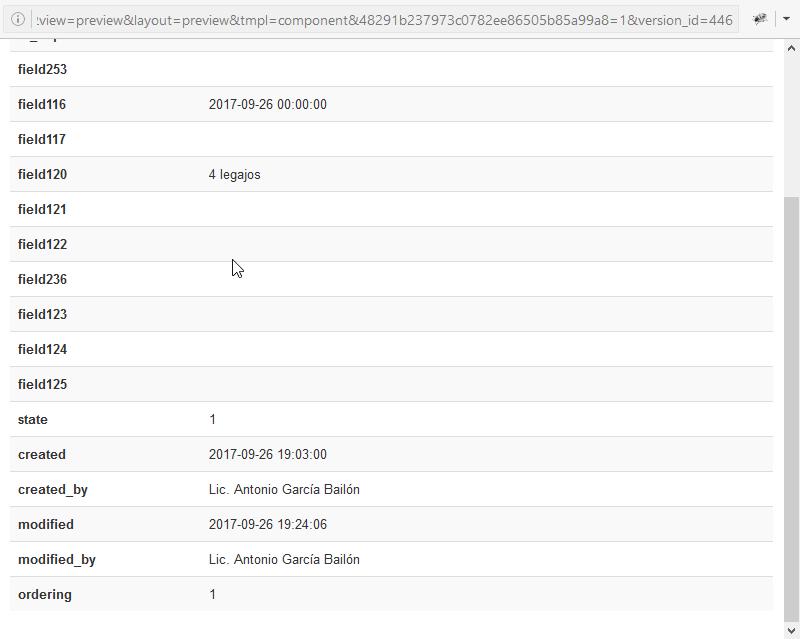 :view=preview&layout=preview&tmpl=component&48291b237973c0782ee86505b85a99a8=1&version_id=446
field253
field116 2017-09-26 00:00:00
field117
field120 4 legajos
field121
field122
field236
field123
field124
field125
state 1
created 2017-09-26 19:03:00
created_by Lic. Antonio García Bailón
modified 2017-09-26 19:24:06
modified_by Lic. Antonio García Bailón
ordering 1